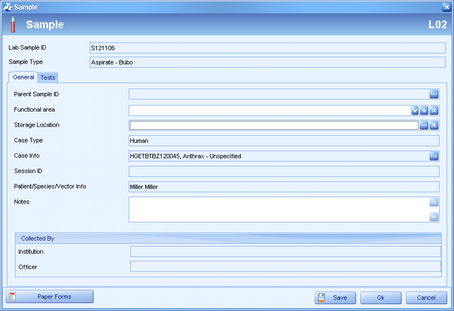 Sample
Sample L02
Lab Sample ID S121106
Sample Type Aspirate - Bubo
General Tests
Parent Sample ID
Functional area
Storage Location
Case Type Human
Case Info HGETBTBZ120045, Anthrax - Unspecified
Session ID
Patient/Species/Vector Info Miller Miller
Notes
Collected By
Institution
Officer
Paper Forms Save Ok Cancel